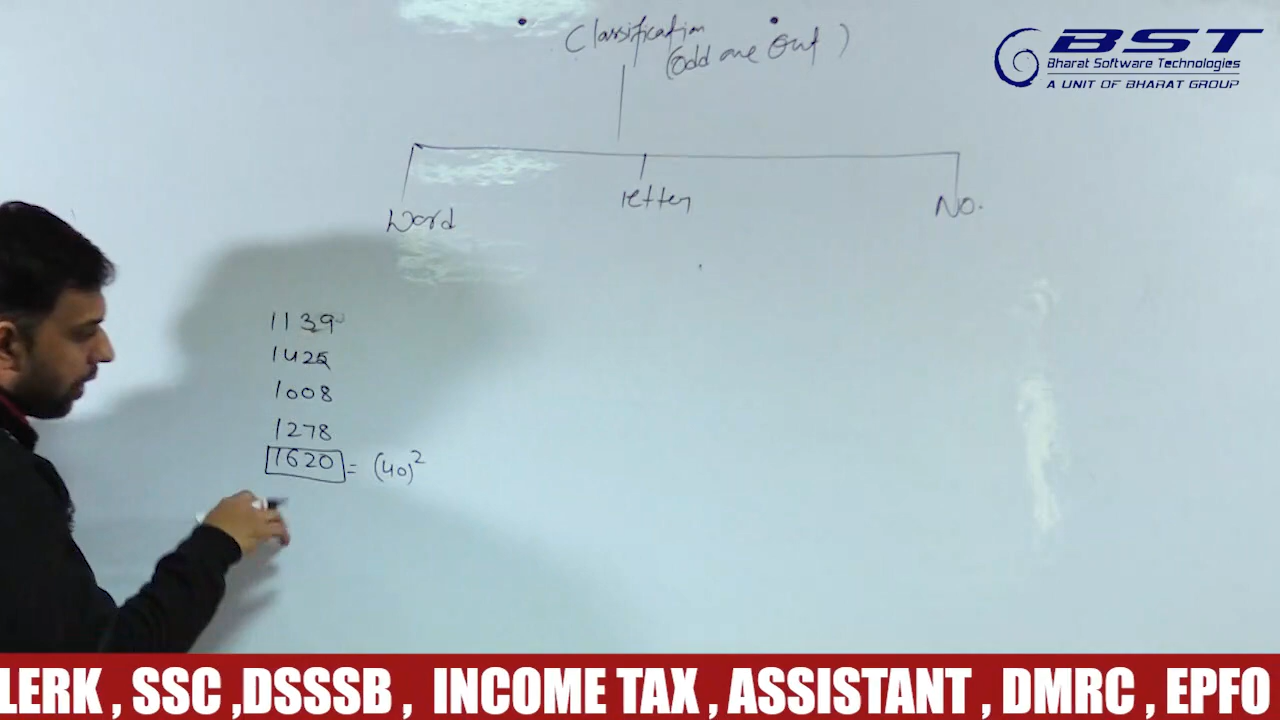 Classification
(Odd one Out)
BST
Bharat Software Technologies
A UNIT OF BHARAT GROUP
Word
letter
No.
1139
1425
1008
1278
1620 = (40)²
LERK , SSC ,DSSSB , INCOME TAX , ASSISTANT , DMRC , EPFO